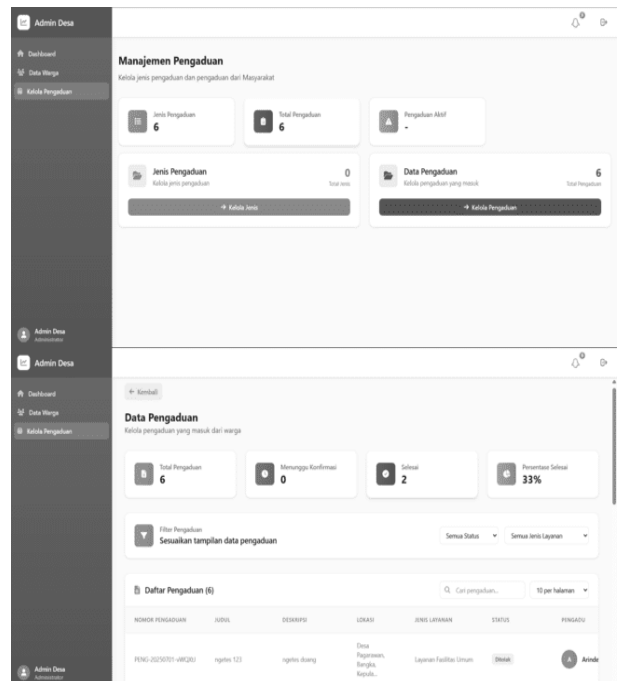 Admin Desa
Dashboard
Data Warga
Kelola Pengaduan
Manajemen Pengaduan
Kelola jenis pengaduan dan pengaduan dari Masyarakat
Jenis Pengaduan
6
Total Pengaduan
6
Pengaduan Aktif
-
Jenis Pengaduan
Kelola jenis pengaduan
0
Total Jenis
→ Kelola Jenis
Data Pengaduan
Kelola pengaduan yang masuk
6
Total Pengaduan
→ Kelola Pengaduan
Admin Desa
Administrator
Admin Desa
Dashboard
Data Warga
Kelola Pengaduan
← Kembali
Data Pengaduan
Kelola pengaduan yang masuk dari warga
Total Pengaduan
6
Menunggu Konfirmasi
0
Selesai
2
Persentase Selesai
33%
Filter Pengaduan
Sesuaikan tampilan data pengaduan
Semua Status
Semua Jenis Layanan
Daftar Pengaduan (6)
Cari pengaduan...
10 per halaman
NOMOR PENGADUAN JUDUL DESKRIPSI LOKASI JENIS LAYANAN STATUS PENGADU
ngetes 123 ngetes doang Desa Pagarawan, Bangka, Kepula... Layanan Fasilitas Umum Ditolak A Arinde
Admin Desa
Administrator